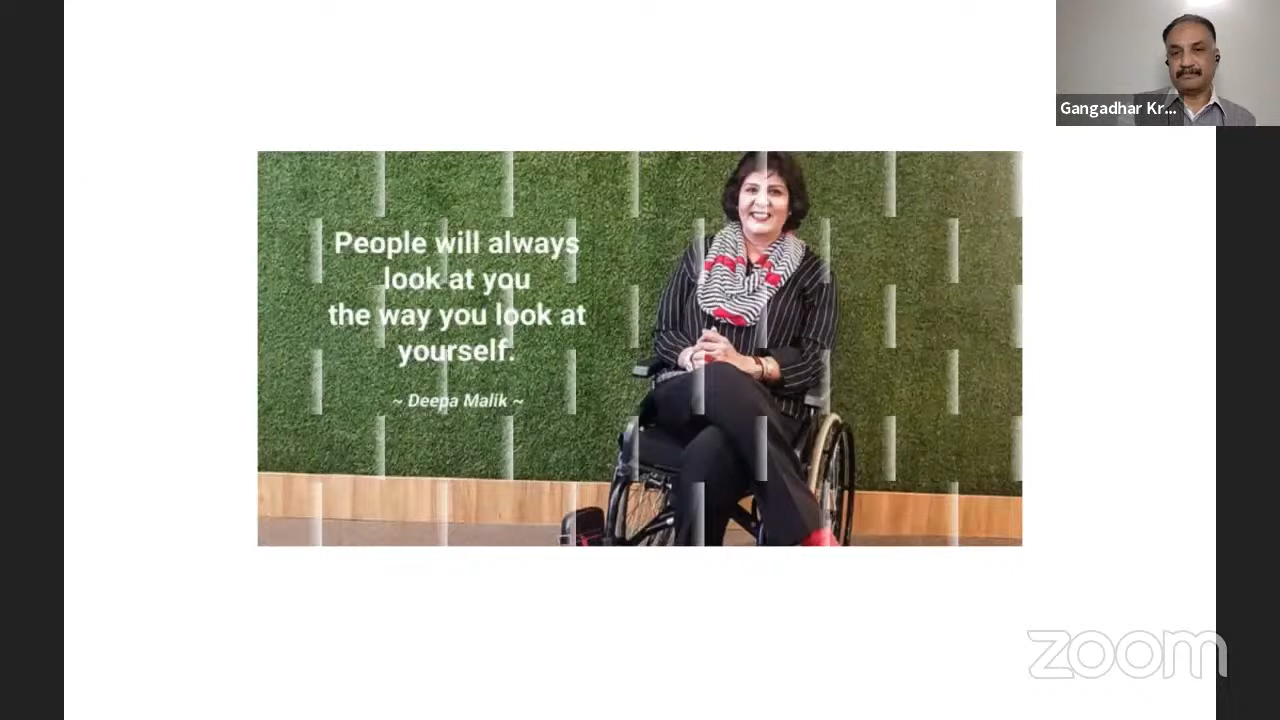 Gangadhar Kr...
People will always
look at you
the way you look at
yourself.
~ Deepa Malik ~
zoom